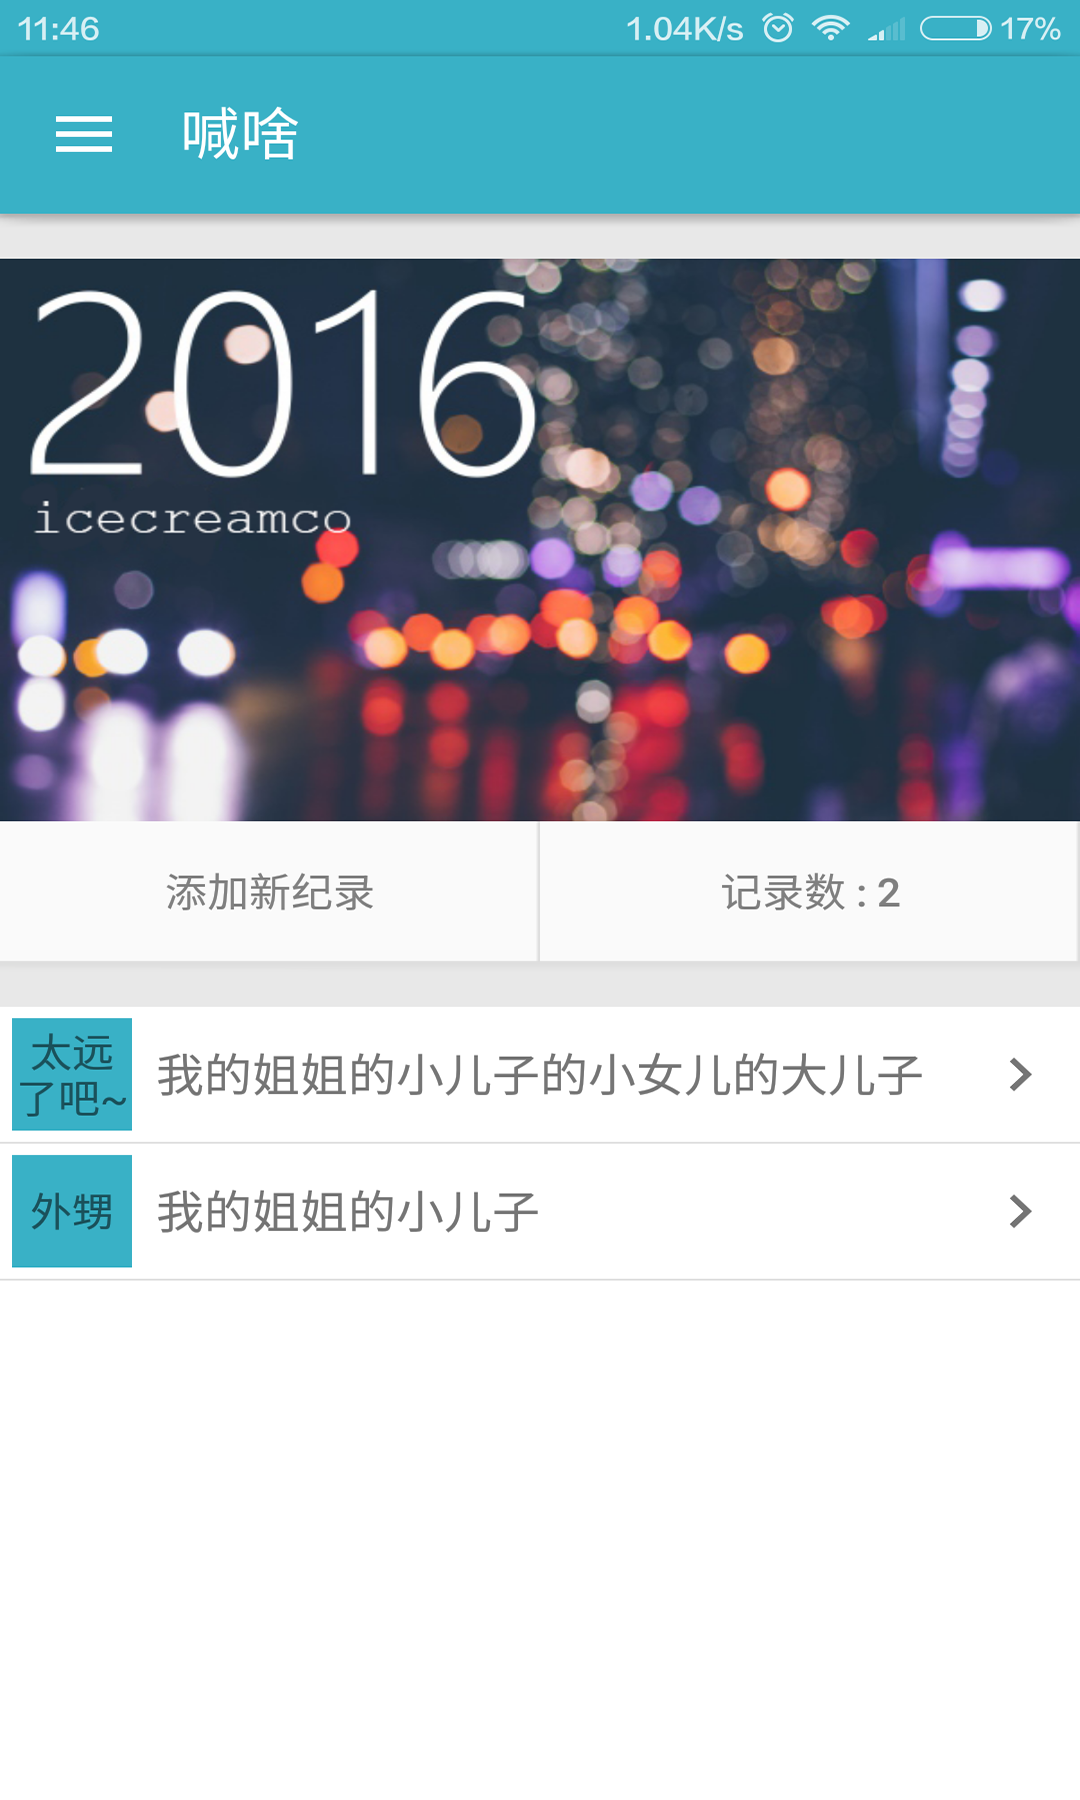 11:46 1.04K/s 17%
喊啥
2016
icecreamco
添加新纪录 记录数 : 2
太远
了吧~
我的姐姐的小儿子的小女儿的大儿子
外甥
我的姐姐的小儿子